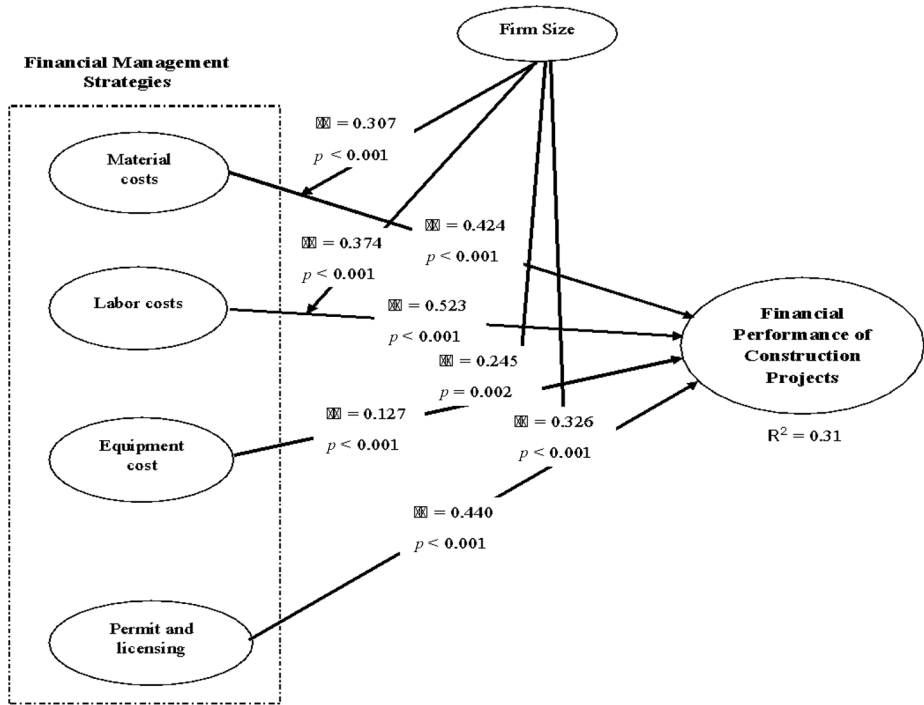 Firm Size
Financial Management
Strategies
= 0.307
p < 0.001
Material
costs
= 0.424
p < 0.001
= 0.374
p < 0.001
Labor costs
= 0.523
p < 0.001
Financial
Performance of
Construction
Projects
R² = 0.31
= 0.245
p = 0.002
= 0.127
p < 0.001
= 0.326
p < 0.001
Equipment
cost
= 0.440
p < 0.001
Permit and
licensing